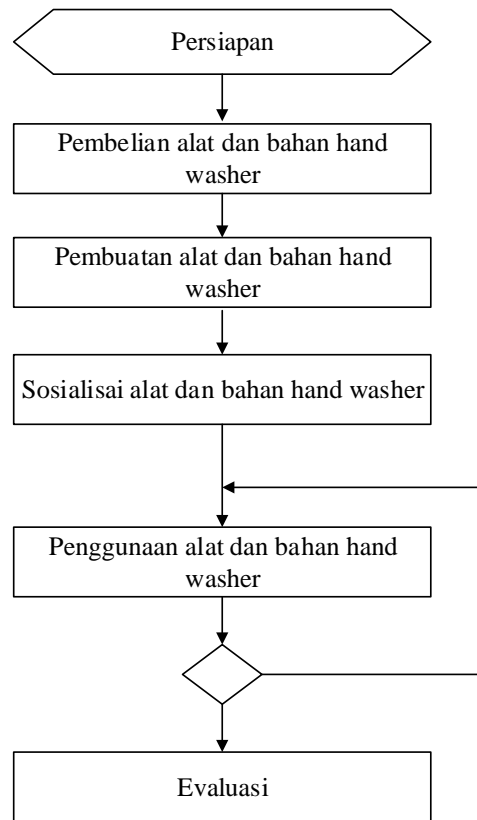 Persiapan
Pembelian alat dan bahan hand
washer
Pembuatan alat dan bahan hand
washer
Sosialisai alat dan bahan hand washer
Penggunaan alat dan bahan hand
washer
Evaluasi